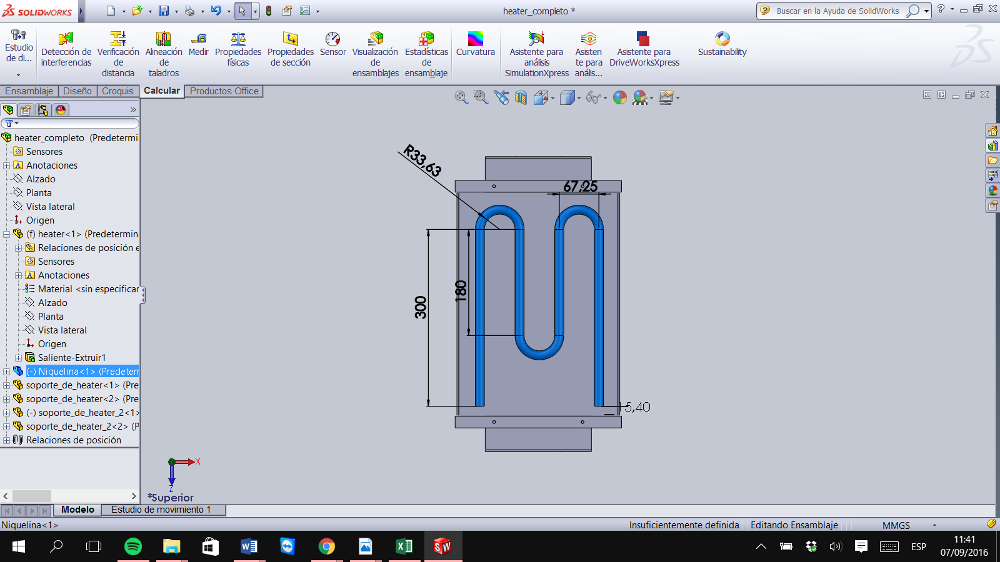 SOLIDWORKS
heater_completo *
Buscar en la Ayuda de SolidWorks
Estudio
de di...
Detección de
interferencias
Verificación
de
distancia
Alineación
de
taladros
Medir
Propiedades
físicas
Propiedades
de sección
Sensor
Visualización
de
ensamblajes
Estadísticas
de
ensamblaje
Curvatura
Asistente para
análisis
SimulationXpress
Asisten
te para
anális...
Asistente para
DriveWorksXpress
Sustainability
Ensamblaje
Diseño
Croquis
Calcular
Productos Office
heater_completo (Predetermi
Sensores
Anotaciones
Alzado
Planta
Vista lateral
Origen
(f) heater<1> (Predetermin
Relaciones de posición e
Sensores
Anotaciones
Material <sin especificar
Alzado
Planta
Vista lateral
Origen
Saliente-Extruir1
(-) Niquelina<1> (Predeter
soporte_de_heater<1> (Pre
soporte_de_heater<2> (Pre
(-) soporte_de_heater_2<1>
soporte_de_heater_2<2> (P
Relaciones de posición
R33,63
67,25
180
300
15,40
X
Z
*Superior
Modelo
Estudio de movimiento 1
Niquelina<1>
Insuficientemente definida
Editando Ensamblaje
MMGS
ESP
11:41
07/09/2016